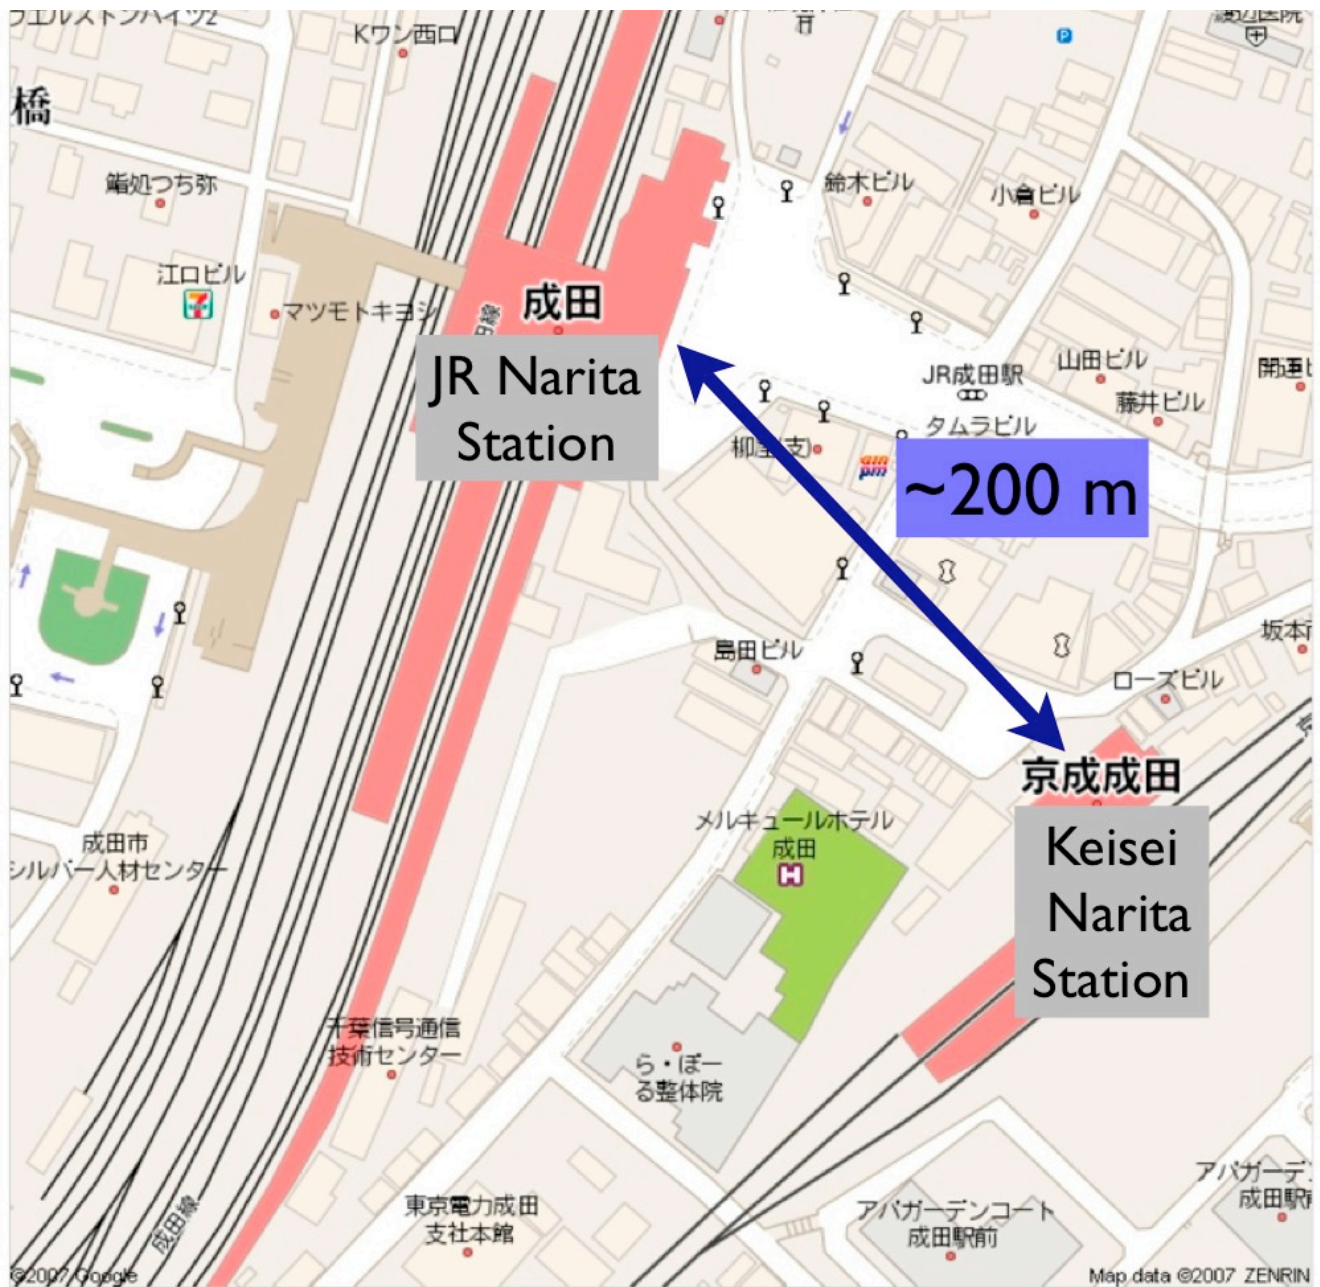 ウエルストンハイツ2
Kワン西口
橋
鮨処つち弥
鈴木ビル
小倉ビル
江口ビル
マツモトキヨシ
成田
JR Narita
Station
JR成田駅
山田ビル
開運
藤井ビル
タムラビル
am
pm
~200 m
島田ビル
坂本
ローズビル
京成成田
Keisei
Narita
Station
メルキュールホテル
成田
H
成田市
シルバー人材センター
千葉信号通信
技術センター
ら・ぽー
る整体院
東京電力成田
支社本館
成田線
アパガーデンコート
成田駅前
アパガーデ
成田駅
©2007 Google
Map data ©2007 ZENRIN